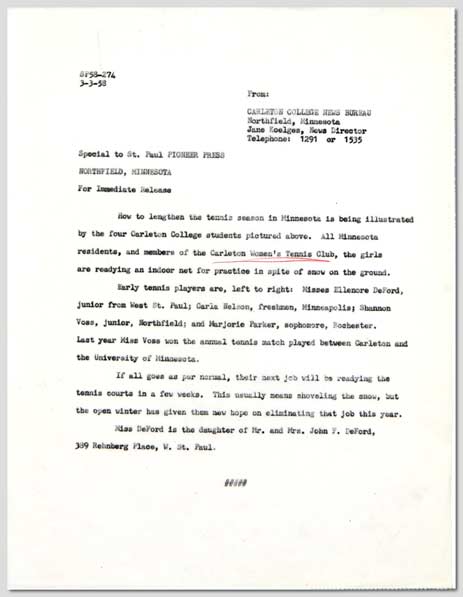 SP58-274
3-3-58
From:
CARLETON COLLEGE NEWS BUREAU
Northfield, Minnesota
Jane Koelges, News Director
Telephone: 1291 or 1535
Special to St. Paul PIONEER PRESS
NORTHFIELD, MINNESOTA
For Immediate Release
How to lengthen the tennis season in Minnesota is being illustrated
by the four Carleton College students pictured above. All Minnesota
residents, and members of the Carleton Women's Tennis Club, the girls
are readying an indoor net for practice in spite of snow on the ground.
Early tennis players are, left to right: Misses Ellenore DeFord,
junior from West St. Paul; Carla Nelson, freshmen, Minneapolis; Shannon
Voss, junior, Northfield; and Marjorie Parker, sophomore, Rochester.
Last year Miss Voss won the annual tennis match played between Carleton and
the University of Minnesota.
If all goes as per normal, their next job will be readying the
tennis courts in a few weeks. This usually means shoveling the snow, but
the open winter has given them new hope on eliminating that job this year.
Miss DeFord is the daughter of Mr. and Mrs. John F. DeFord,
389 Rehnberg Place, W. St. Paul.
#####